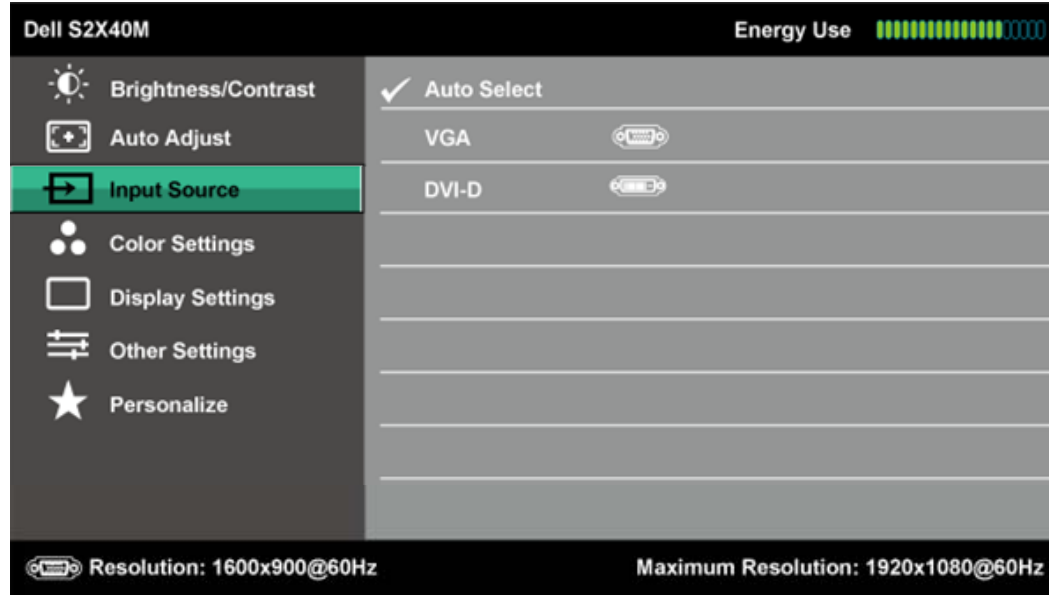 Dell S2X40M Energy Use
Brightness/Contrast Auto Select
Auto Adjust VGA
Input Source DVI-D
Color Settings
Display Settings
Other Settings
Personalize
Resolution: 1600x900@60Hz Maximum Resolution: 1920x1080@60Hz